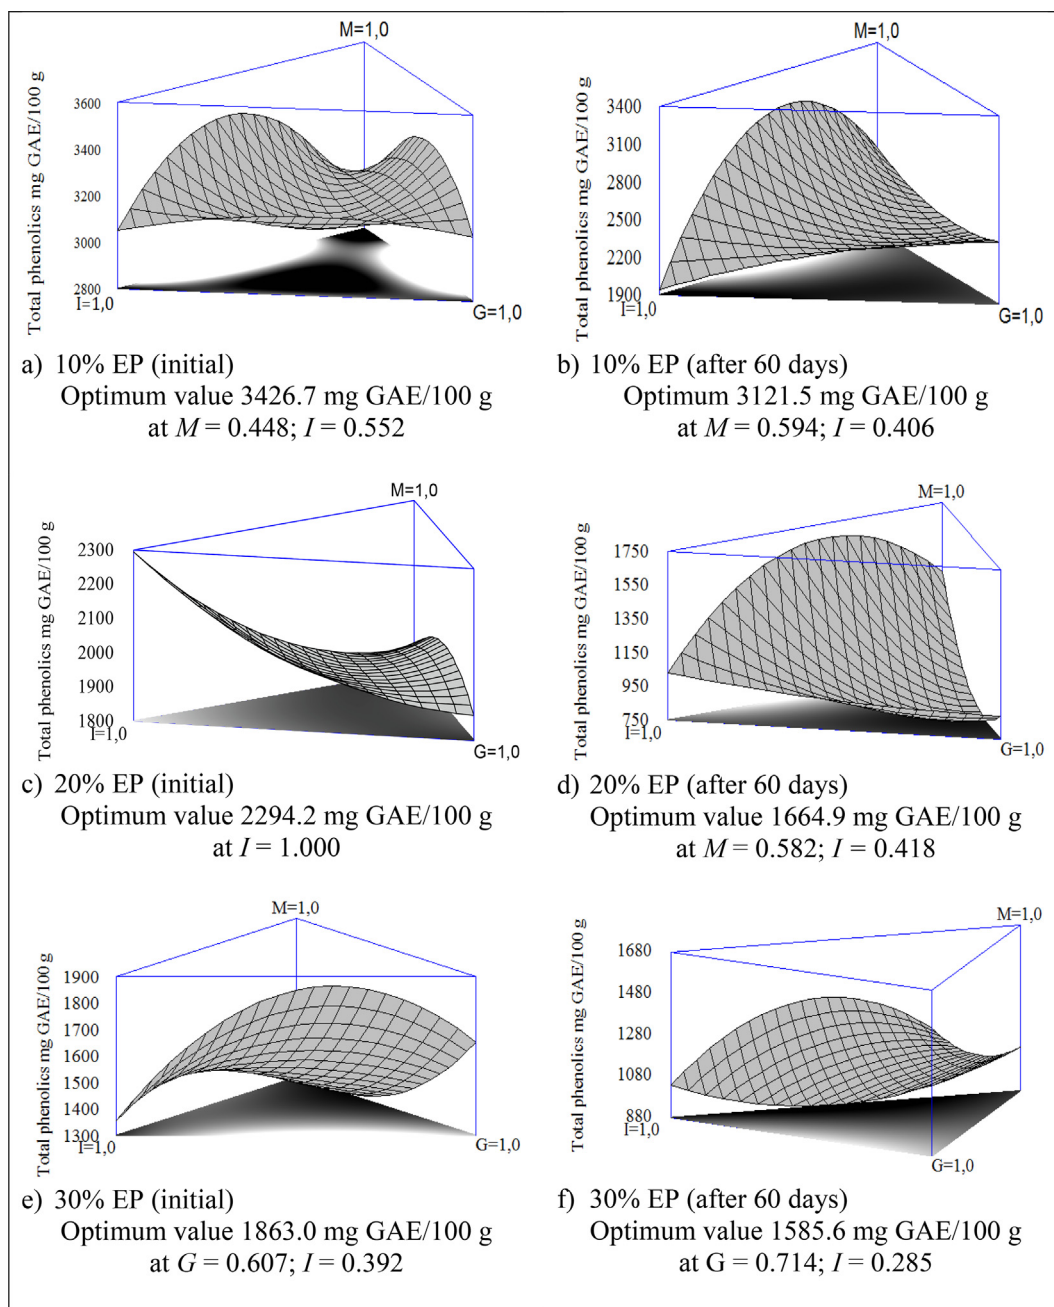 M=1,0
Total phenolics mg GAE/100 g
3600
3400
3200
3000
2800
I=1,0
G=1,0
a) 10% EP (initial)
Optimum value 3426.7 mg GAE/100 g
at M = 0.448; I = 0.552
M=1,0
Total phenolics mg GAE/100 g
3400
3100
2800
2500
2200
1900
I=1,0
G=1,0
b) 10% EP (after 60 days)
Optimum 3121.5 mg GAE/100 g
at M = 0.594; I = 0.406
M=1,0
Total phenolics mg GAE/100 g
2300
2200
2100
2000
1900
1800
I=1,0
G=1,0
c) 20% EP (initial)
Optimum value 2294.2 mg GAE/100 g
at I = 1.000
M=1,0
Total phenolics mg GAE/100 g
1750
1550
1350
1150
950
750
I=1,0
G=1,0
d) 20% EP (after 60 days)
Optimum value 1664.9 mg GAE/100 g
at M = 0.582; I = 0.418
M=1,0
Total phenolics mg GAE/100 g
1900
1800
1700
1600
1500
1400
1300
I=1,0
G=1,0
e) 30% EP (initial)
Optimum value 1863.0 mg GAE/100 g
at G = 0.607; I = 0.392
M=1,0
Total phenolics mg GAE/100 g
1680
1480
1280
1080
880
I=1,0
G=1,0
f) 30% EP (after 60 days)
Optimum value 1585.6 mg GAE/100 g
at G = 0.714; I = 0.285